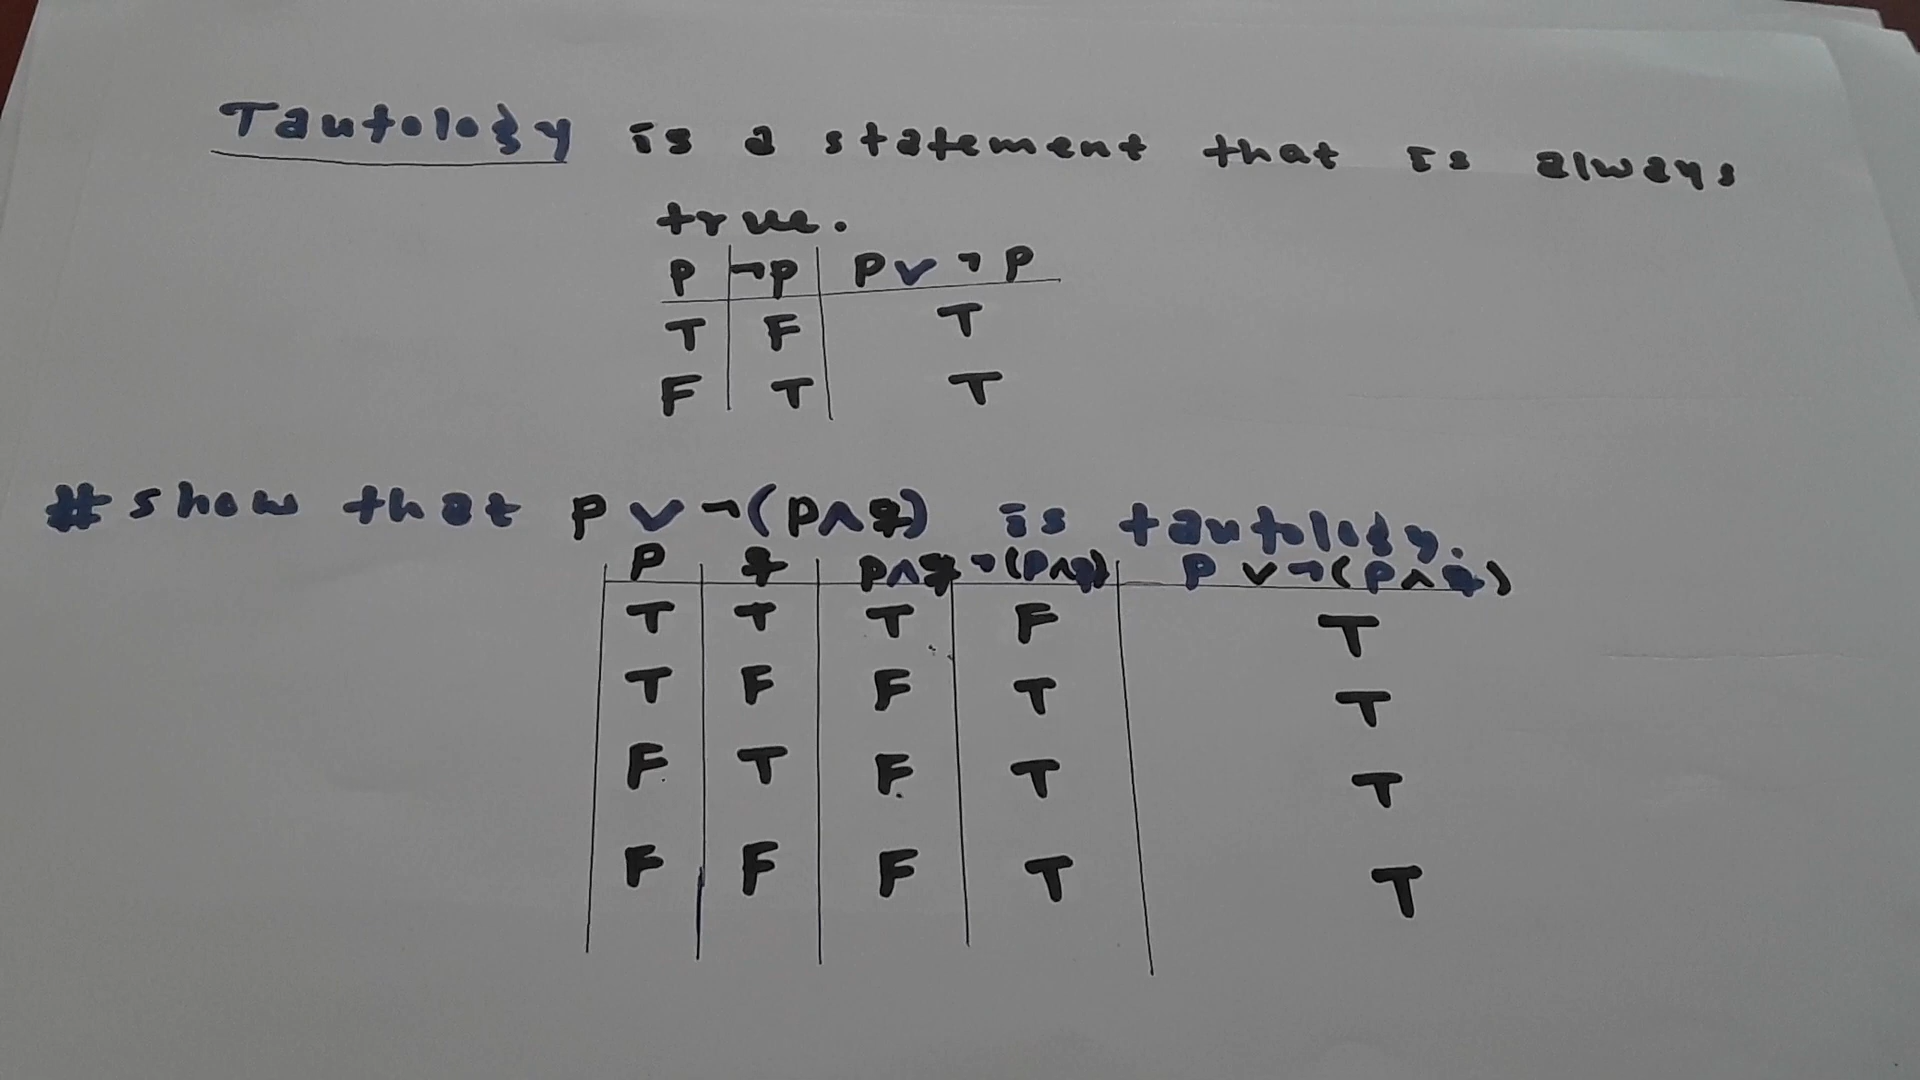 Tautology is a statement that is always
true.
P ¬P P∨¬P
T F T
F T T
# show that P∨¬(P∧q) is tautology.
P q P∧q ¬(P∧q) P∨¬(P∧q)
T T T F T
T F F T T
F T F T T
F F F T T